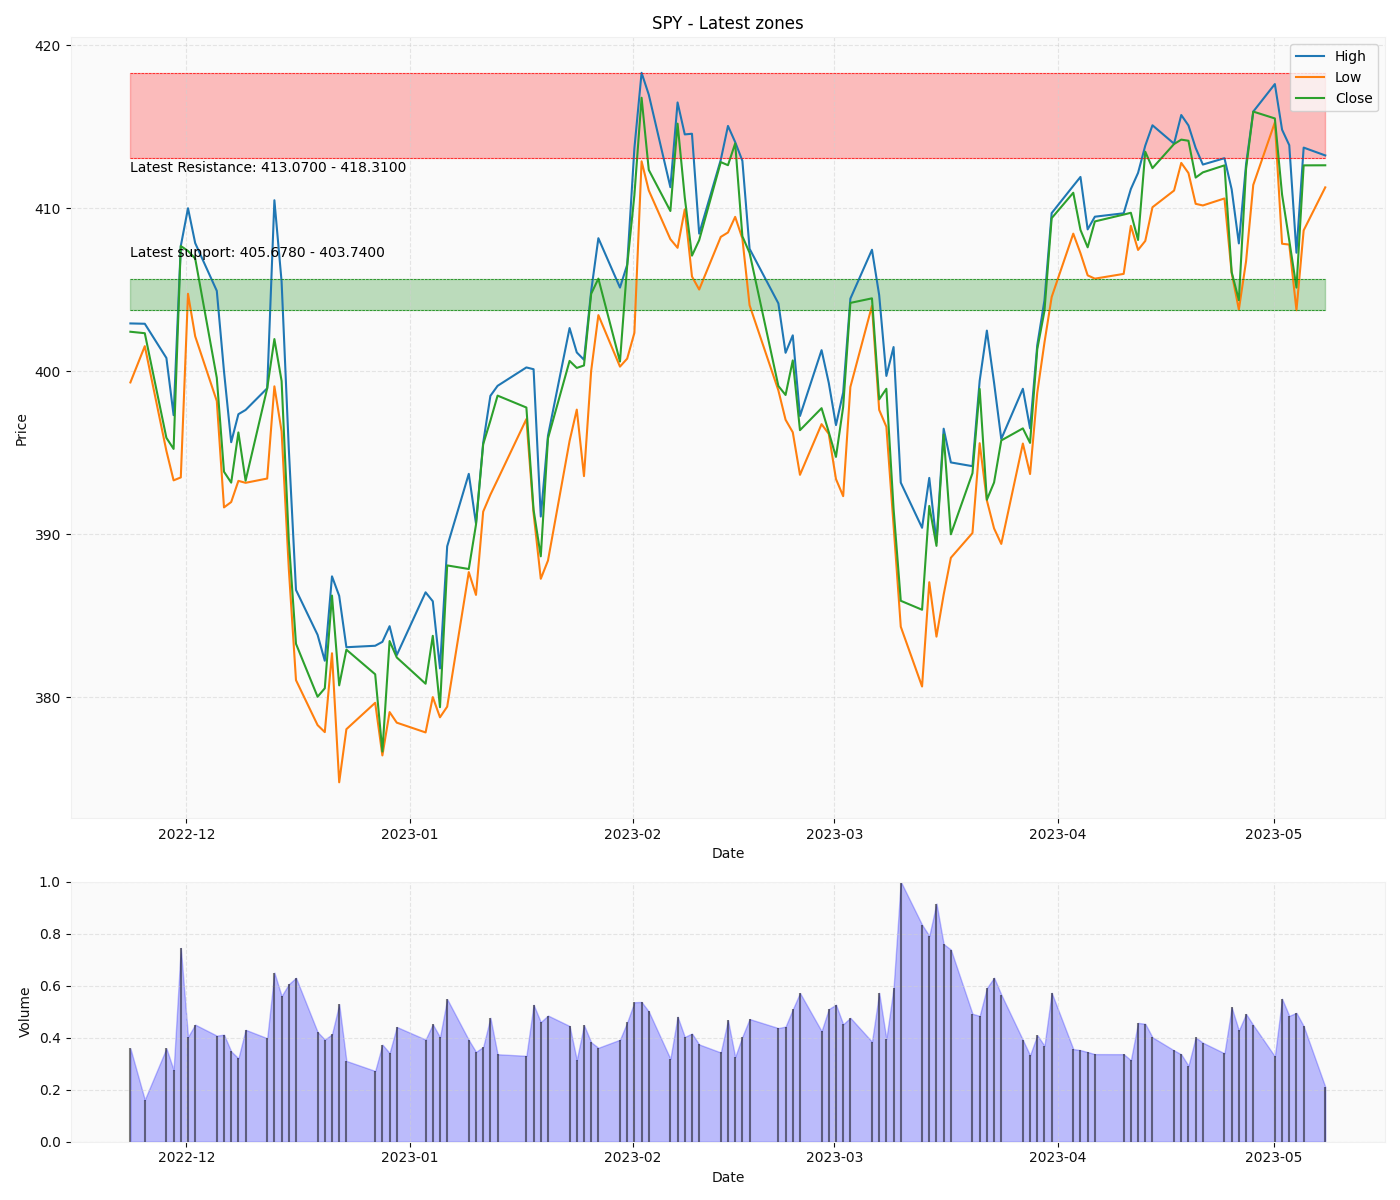 SPY - Latest zones
420
High
Low
Close
Latest Resistance: 413.0700 - 418.3100
410
Latest support: 405.6780 - 403.7400
400
Price
390
380
2022-12 2023-01 2023-02 2023-03 2023-04 2023-05
Date
1.0
0.8
0.6
Volume
0.4
0.2
0.0
2022-12 2023-01 2023-02 2023-03 2023-04 2023-05
Date